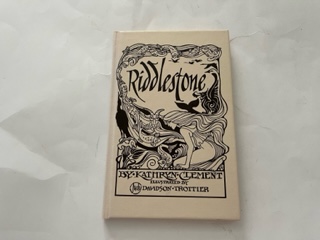 Riddlestone
BY·KATHRYN·CLEMENT
ILLUSTRATED BY
Judy DAVIDSON-TROTTIER